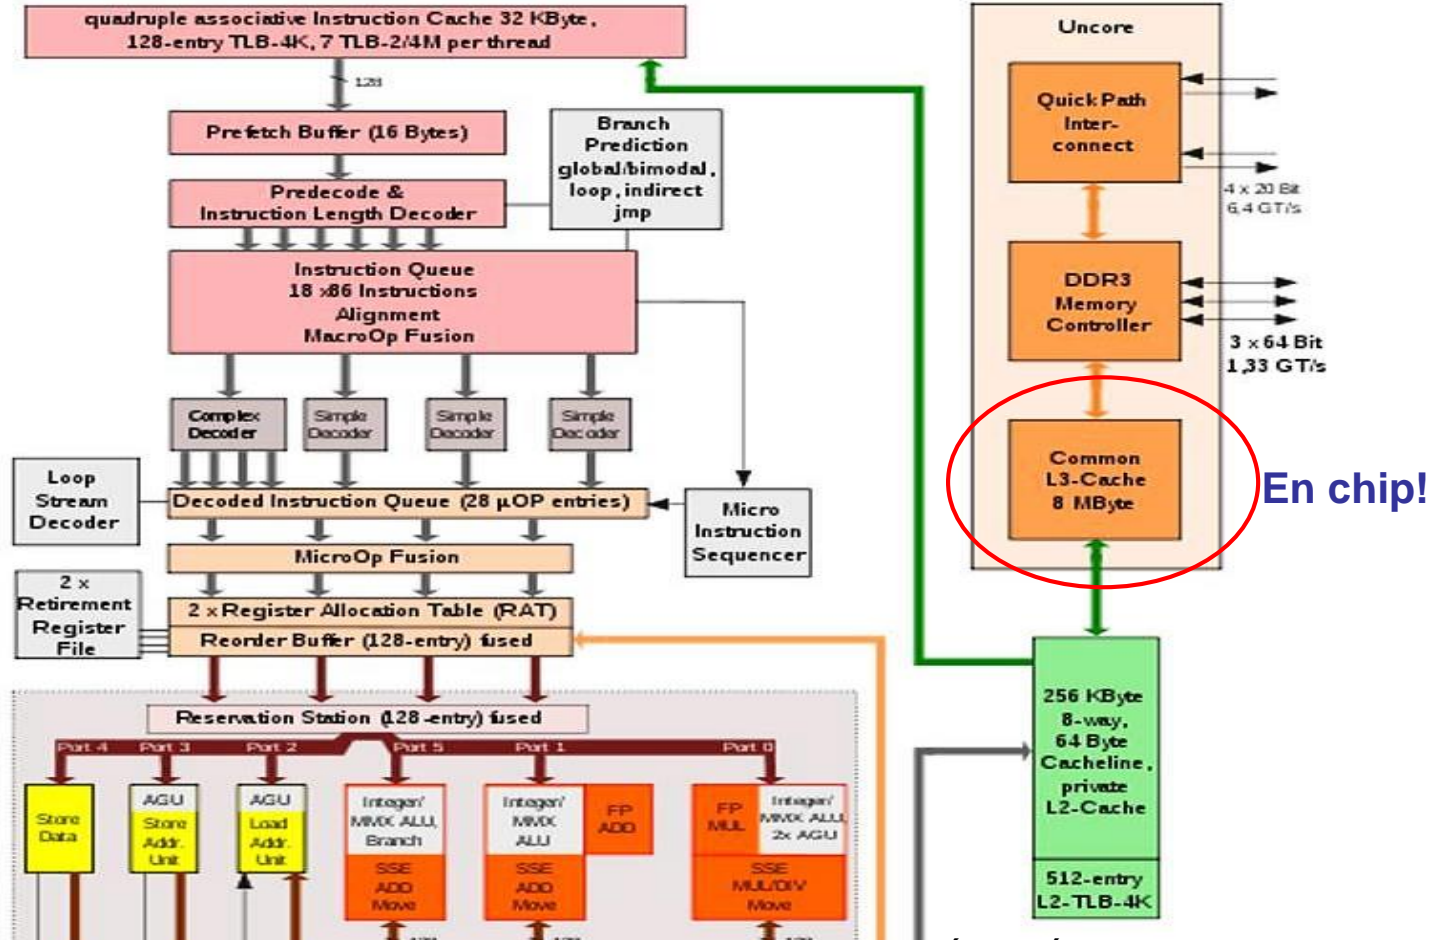 quadruple associative Instruction Cache 32 KByte,
128-entry TLB-4K, 7 TLB-2/4M per thread
128
Prefetch Buffer (16 Bytes)
Predecode &
Instruction Length Decoder
Branch
Prediction
global/bimodal,
loop, indirect
jmp
Instruction Queue
18 x86 Instructions
Alignment
MacroOp Fusion
Complex
Decoder
Simple
Decoder
Simple
Decoder
Simple
Decoder
Loop
Stream
Decoder
Decoded Instruction Queue (28 µOP entries)
Micro
Instruction
Sequencer
MicroOp Fusion
2 x
Retirement
Register
File
2 x Register Allocation Table (RAT)
Reorder Buffer (128-entry) fused
Reservation Station (128-entry) fused
Port 4
Port 3
Port 2
Port 5
Port 1
Port 0
Store
Data
AGU
Store
Addr.
Unit
AGU
Load
Addr.
Unit
Integer/
MMX ALU,
Branch
SSE
ADD
Move
Integer/
MMX
ALU
FP
ADD
SSE
ADD
Move
FP
MUL
Integer/
MMX ALU,
2x AGU
SSE
MUL/DIV
Move
Uncore
Quick Path
Inter-
connect
4 x 20 Bit
6,4 GT/s
DDR3
Memory
Controller
3 x 64 Bit
1,33 GT/s
Common
L3-Cache
8 MByte
En chip!
256 KByte
8-way,
64 Byte
Cacheline,
private
L2-Cache
512-entry
L2-TLB-4K